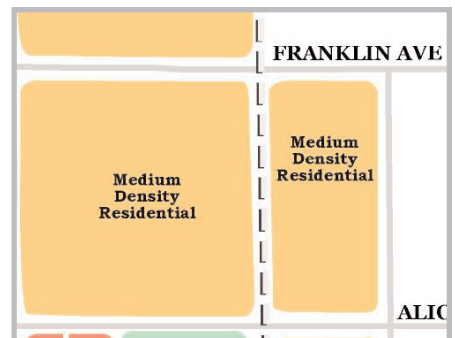 FRANKLIN AVE
Medium
Density
Residential
Medium
Density
Residential